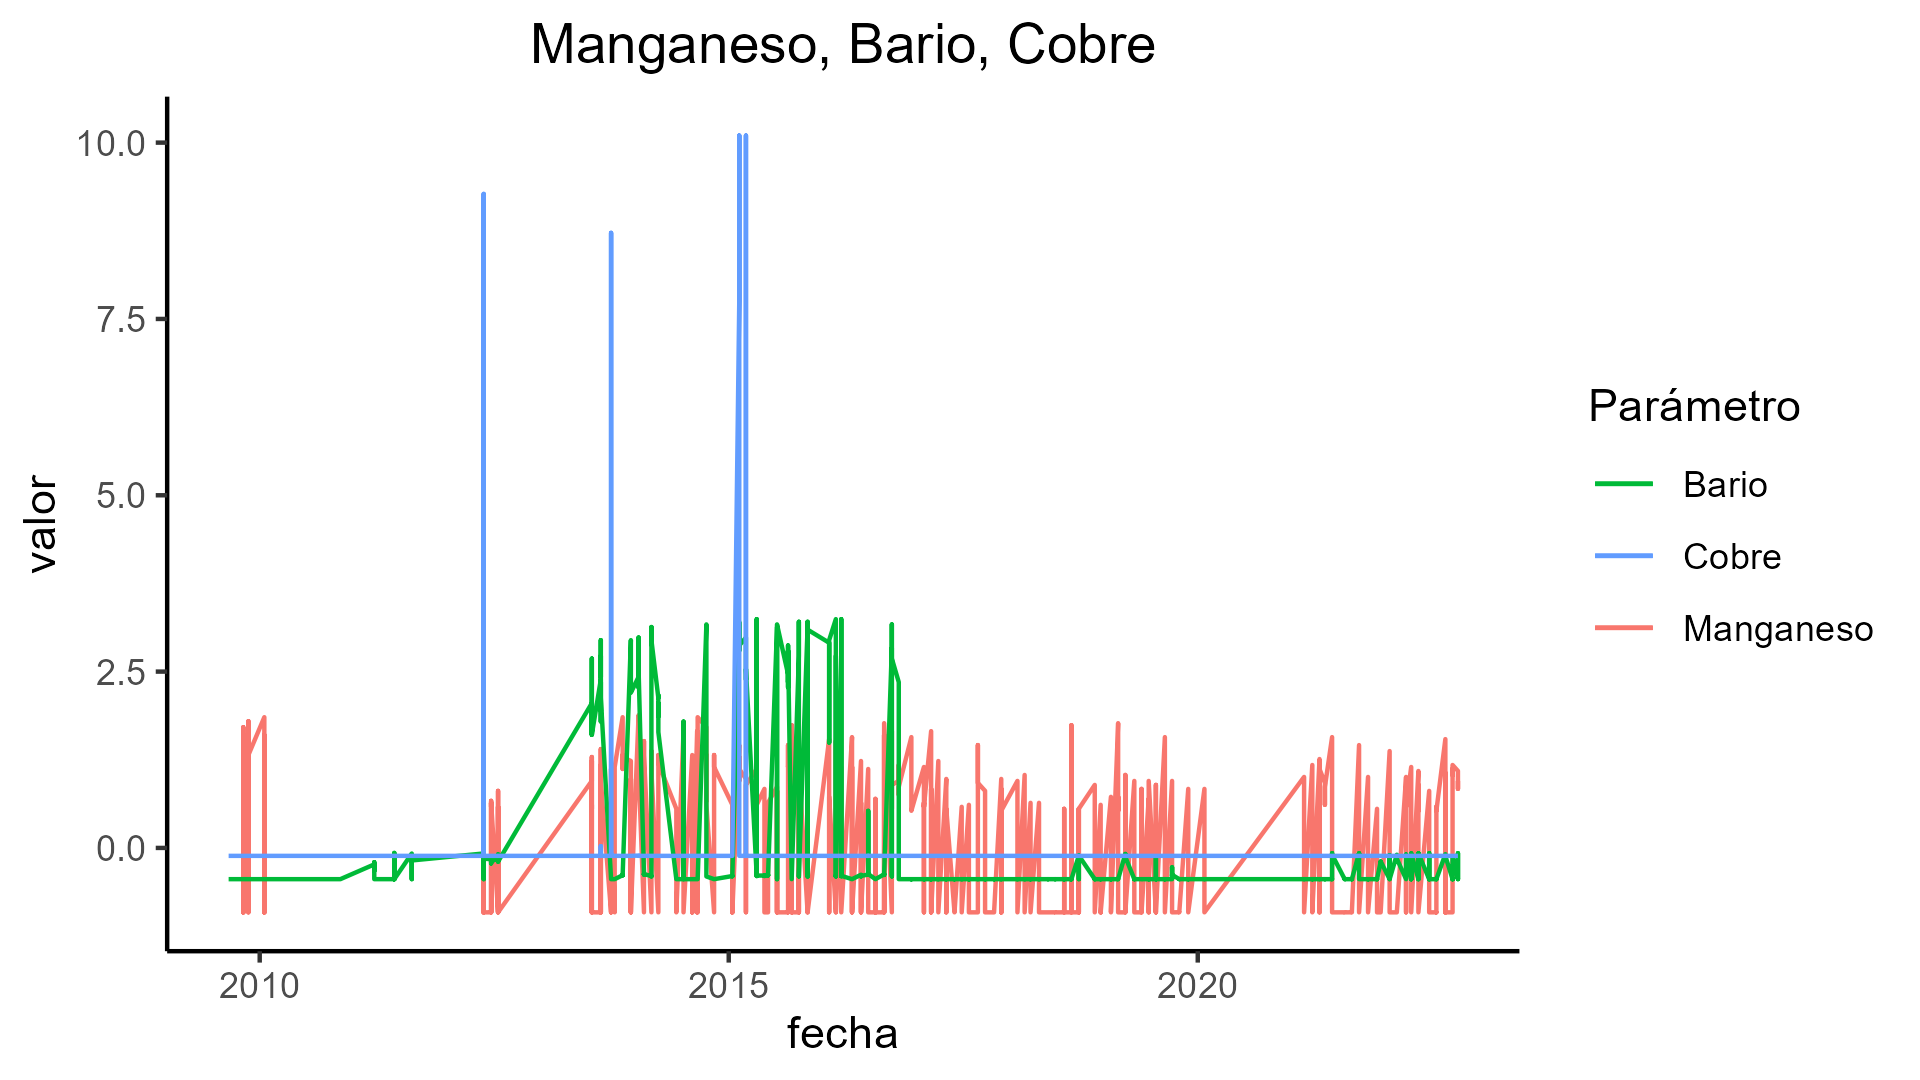 Manganeso, Bario, Cobre
10.0
7.5
5.0
2.5
0.0
valor
2010
2015
2020
fecha
Parámetro
Bario
Cobre
Manganeso